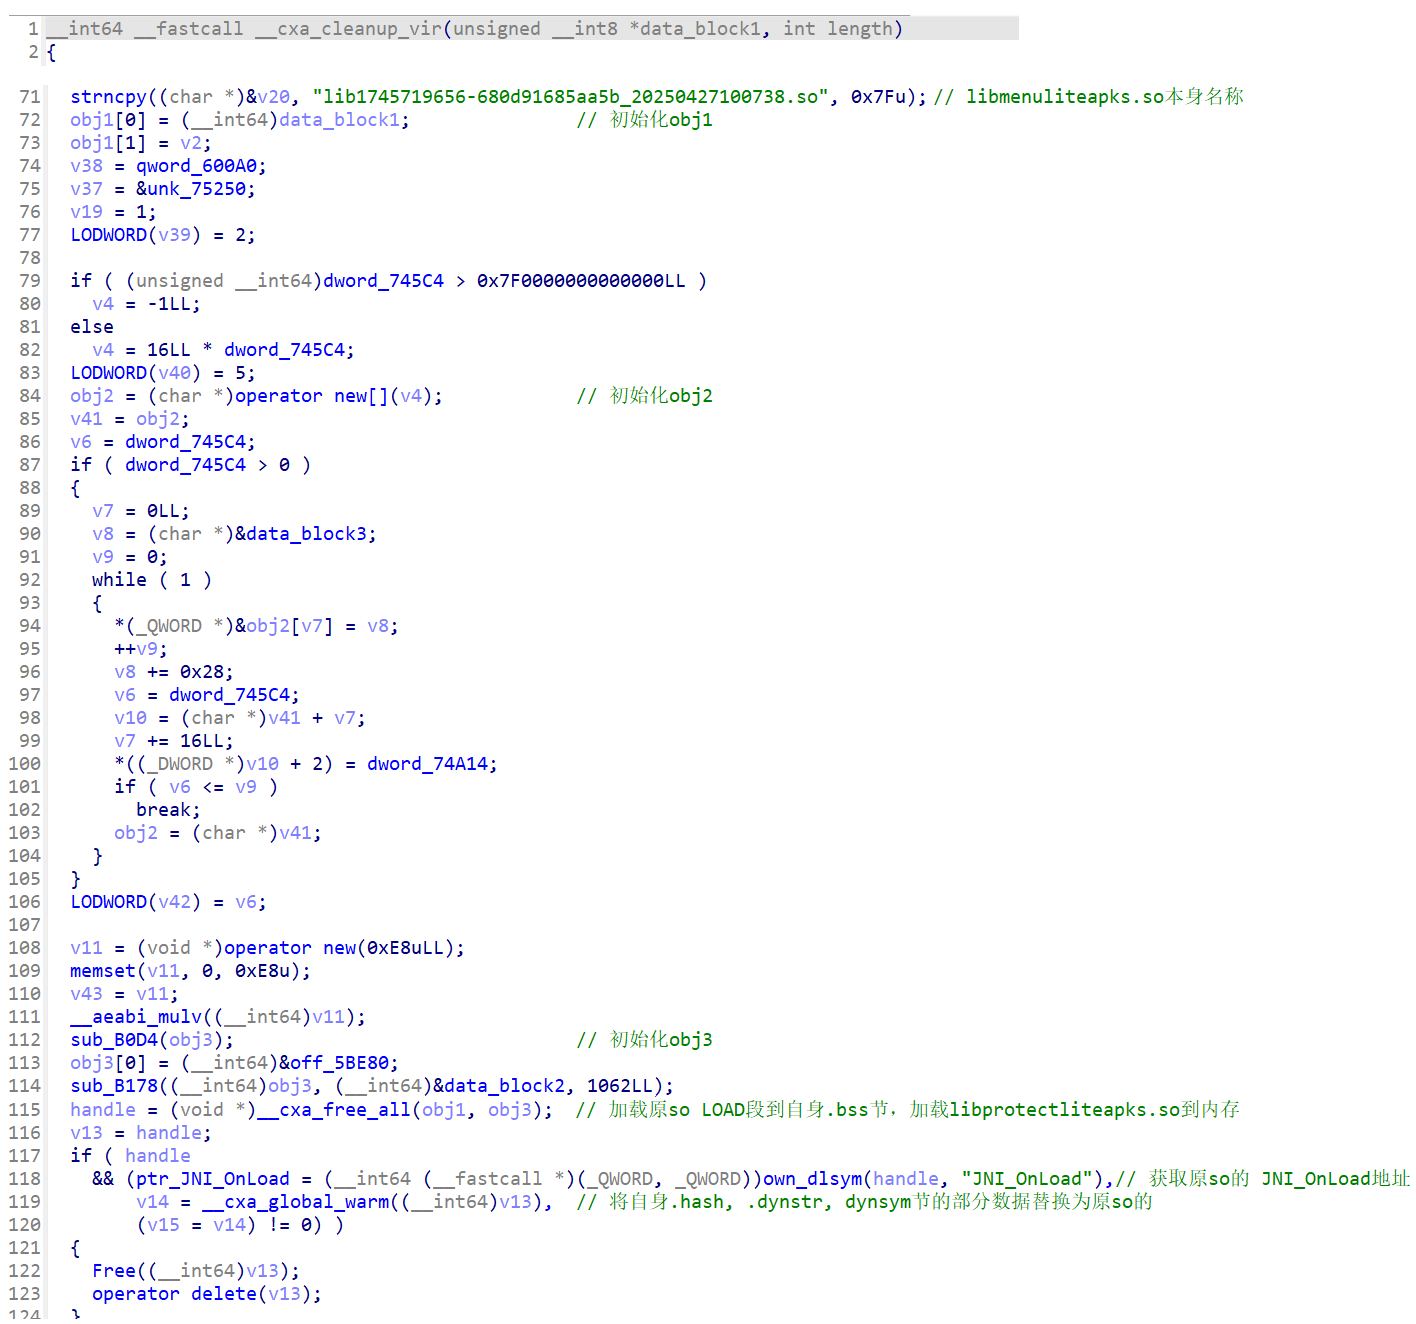 1 __int64 __fastcall __cxa_cleanup_vir(unsigned __int8 *data_block1, int length)
2 {
71 strncpy((char *)&v20, "lib1745719656-680d91685aa5b_20250427100738.so", 0x7Fu); // libmenuliteapks.so本身名称
72 obj1[0] = (__int64)data_block1; // 初始化obj1
73 obj1[1] = v2;
74 v38 = qword_600A0;
75 v37 = &unk_75250;
76 v19 = 1;
77 LODWORD(v39) = 2;
78
79 if ( (unsigned __int64)dword_745C4 > 0x7F0000000000000LL )
80 v4 = -1LL;
81 else
82 v4 = 16LL * dword_745C4;
83 LODWORD(v40) = 5;
84 obj2 = (char *)operator new[](v4); // 初始化obj2
85 v41 = obj2;
86 v6 = dword_745C4;
87 if ( dword_745C4 > 0 )
88 {
89 v7 = 0LL;
90 v8 = (char *)&data_block3;
91 v9 = 0;
92 while ( 1 )
93 {
94 *(_QWORD *)&obj2[v7] = v8;
95 ++v9;
96 v8 += 0x28;
97 v6 = dword_745C4;
98 v10 = (char *)v41 + v7;
99 v7 += 16LL;
100 *((_DWORD *)v10 + 2) = dword_74A14;
101 if ( v6 <= v9 )
102 break;
103 obj2 = (char *)v41;
104 }
105 }
106 LODWORD(v42) = v6;
107
108 v11 = (void *)operator new(0xE8uLL);
109 memset(v11, 0, 0xE8u);
110 v43 = v11;
111 __aeabi_mulv((__int64)v11);
112 sub_B0D4(obj3); // 初始化obj3
113 obj3[0] = (__int64)&off_5BE80;
114 sub_B178((__int64)obj3, (__int64)&data_block2, 1062LL);
115 handle = (void *)__cxa_free_all(obj1, obj3); // 加载原so LOAD段到自身.bss节，加载libprotectliteapks.so到内存
116 v13 = handle;
117 if ( handle
118 && (ptr_JNI_OnLoad = (__int64 (__fastcall *)(_QWORD, _QWORD))own_dlsym(handle, "JNI_OnLoad"),// 获取原so的 JNI_OnLoad地址
119 v14 = __cxa_global_warm((__int64)v13), // 将自身.hash, .dynstr, dynsym节的部分数据替换为原so的
120 (v15 = v14) != 0) )
121 {
122 Free((__int64)v13);
123 operator delete(v13);
124 }